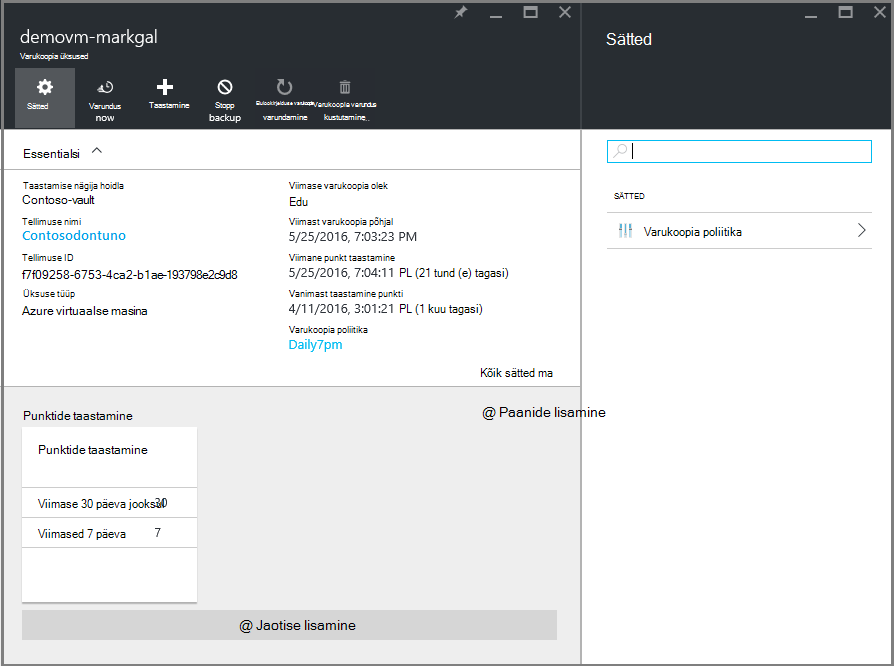 demovm-markgal
Varukoopia üksused
Sätted
Varundus
now
Taastamine
Stopp
backup
varundamine
Varukoopia varundus
kustutamine..
Essentialsi
Taastamise nägija hoidla
Contoso-vault
Tellimuse nimi
Contosodontuno
Tellimuse ID
f7f09258-6753-4ca2-b1ae-193798e2c9d8
Üksuse tüüp
Azure virtuaalse masina
Viimase varukoopia olek
Edu
Viimast varukoopia põhjal
5/25/2016, 7:03:23 PM
Viimane punkt taastamine
5/25/2016, 7:04:11 PL (21 tund (e) tagasi)
Vanimast taastamine punkti
4/11/2016, 3:01:21 PL (1 kuu tagasi)
Varukoopia poliitika
Daily7pm
Kõik sätted ma
Punktide taastamine
@ Paanide lisamine
Punktide taastamine
Viimase 30 päeva jooksul 30
Viimased 7 päeva 7
@ Jaotise lisamine
Sätted
SÄTTED
Varukoopia poliitika